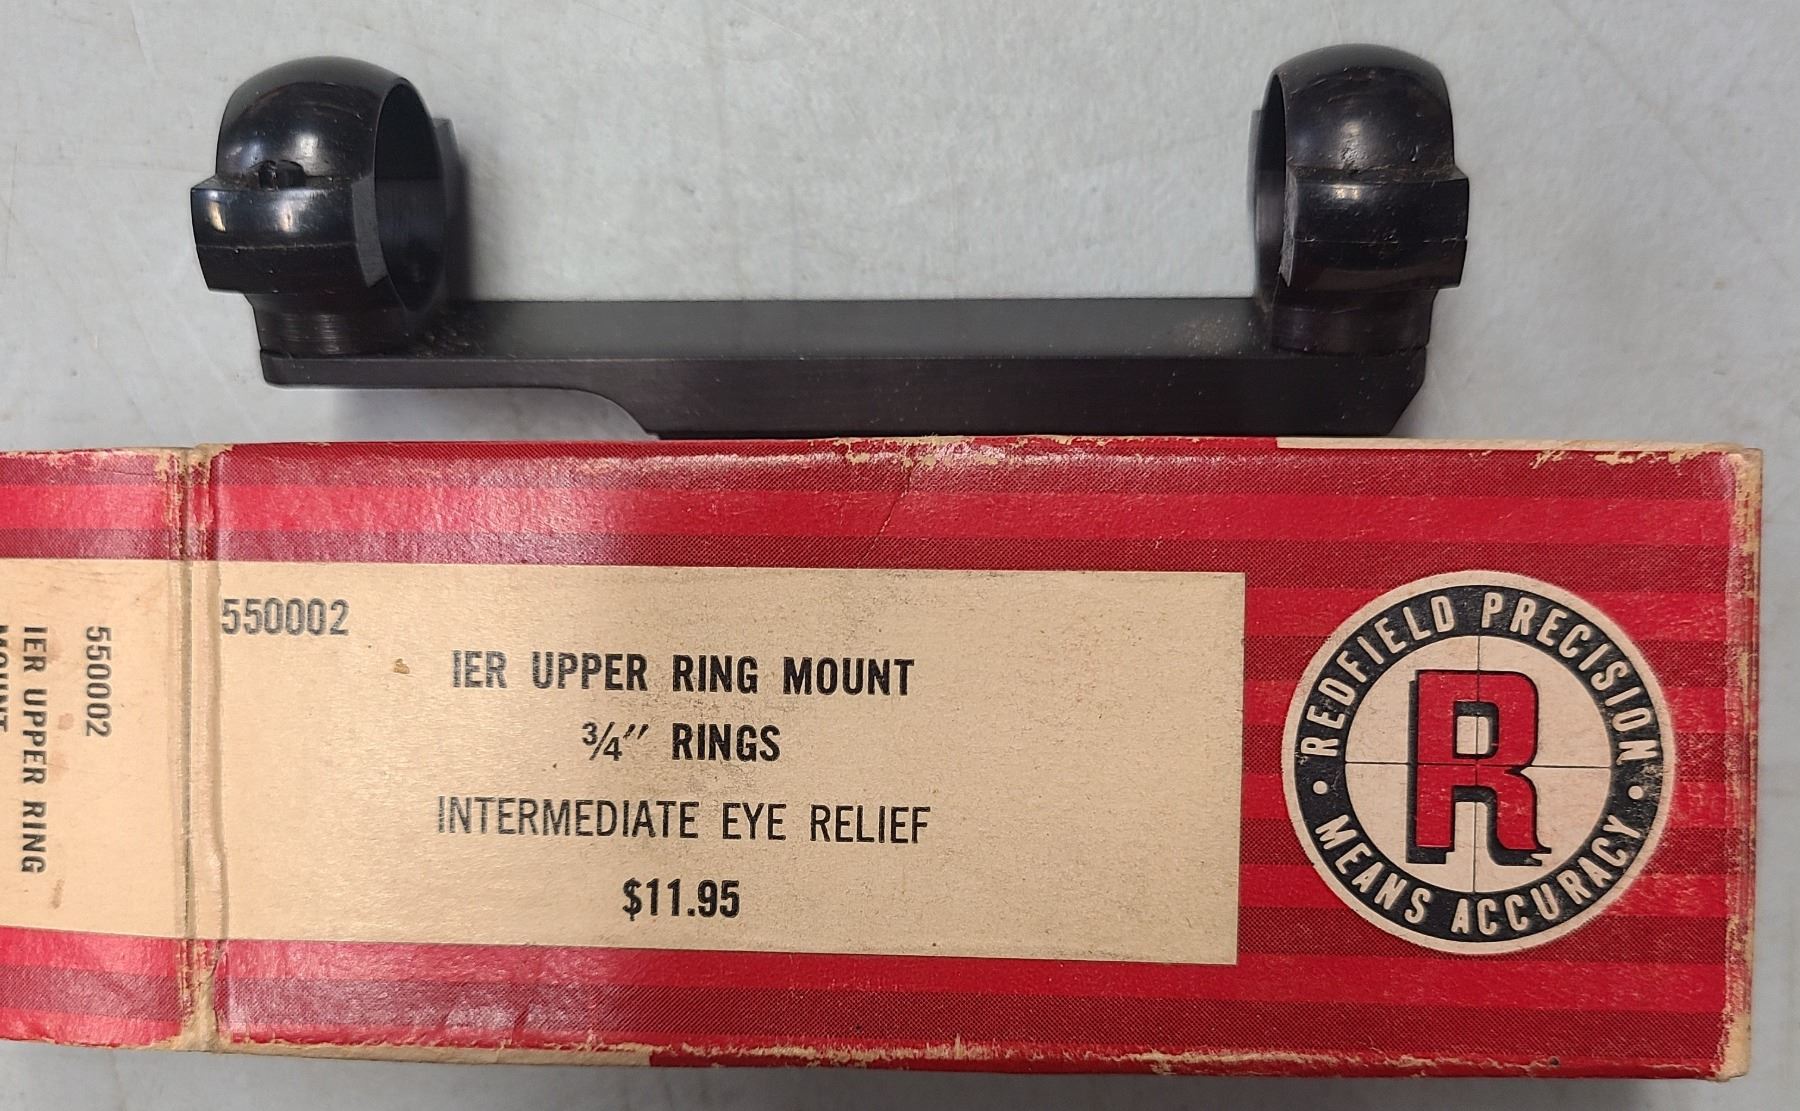 550002
IER UPPER RING MOUNT
3/4″ RINGS
INTERMEDIATE EYE RELIEF
$11.95
• REDFIELD PRECISION •
MEANS ACCURACY
R
550002
IER UPPER RING
MOUNT